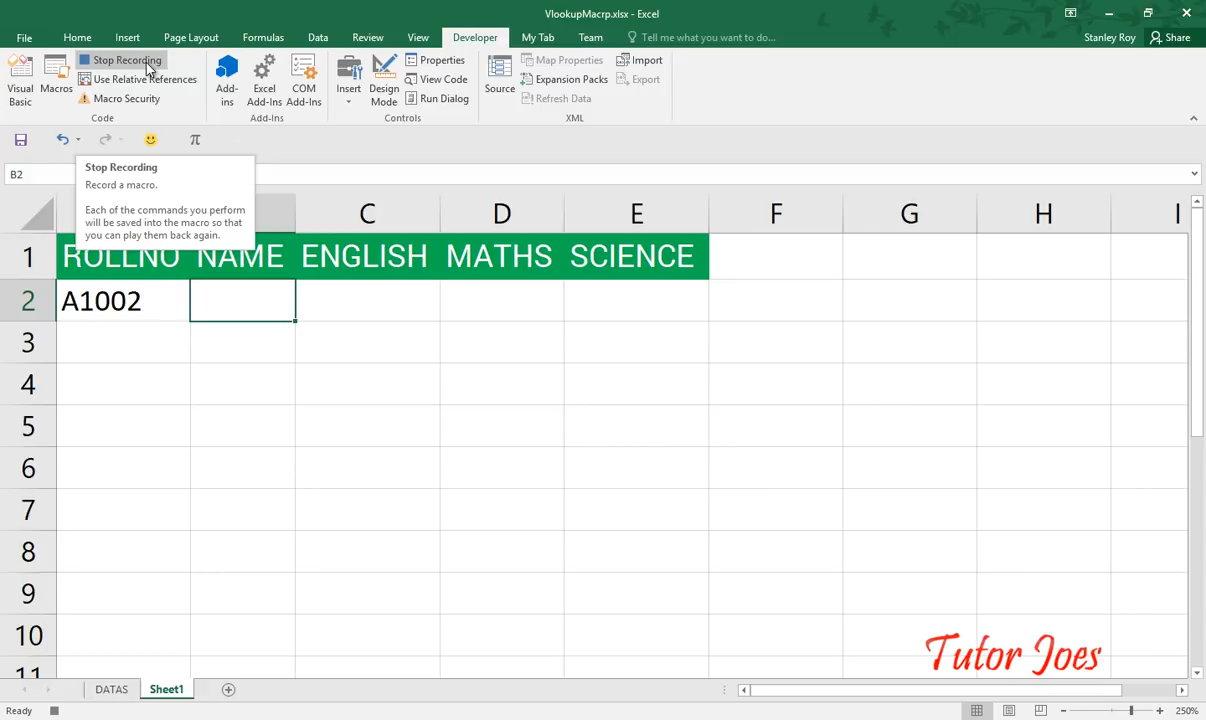 VlookupMacrp.xlsx - Excel
File Home Insert Page Layout Formulas Data Review View Developer My Tab Team Tell me what you want to do... Stanley Roy Share
Visual Basic
Macros
Stop Recording
Use Relative References
Macro Security
Code
Add-ins
Excel Add-Ins
COM Add-Ins
Add-Ins
Insert
Design Mode
Properties
View Code
Run Dialog
Controls
Source
Map Properties
Expansion Packs
Refresh Data
Import
Export
XML
π
B2
Stop Recording
Record a macro.
Each of the commands you perform
will be saved into the macro so that
you can play them back again.
C D E F G H I
1 ROLLNO NAME ENGLISH MATHS SCIENCE
2 A1002
3
4
5
6
7
8
9
10
11
Tutor Joes
DATAS Sheet1
Ready 250%